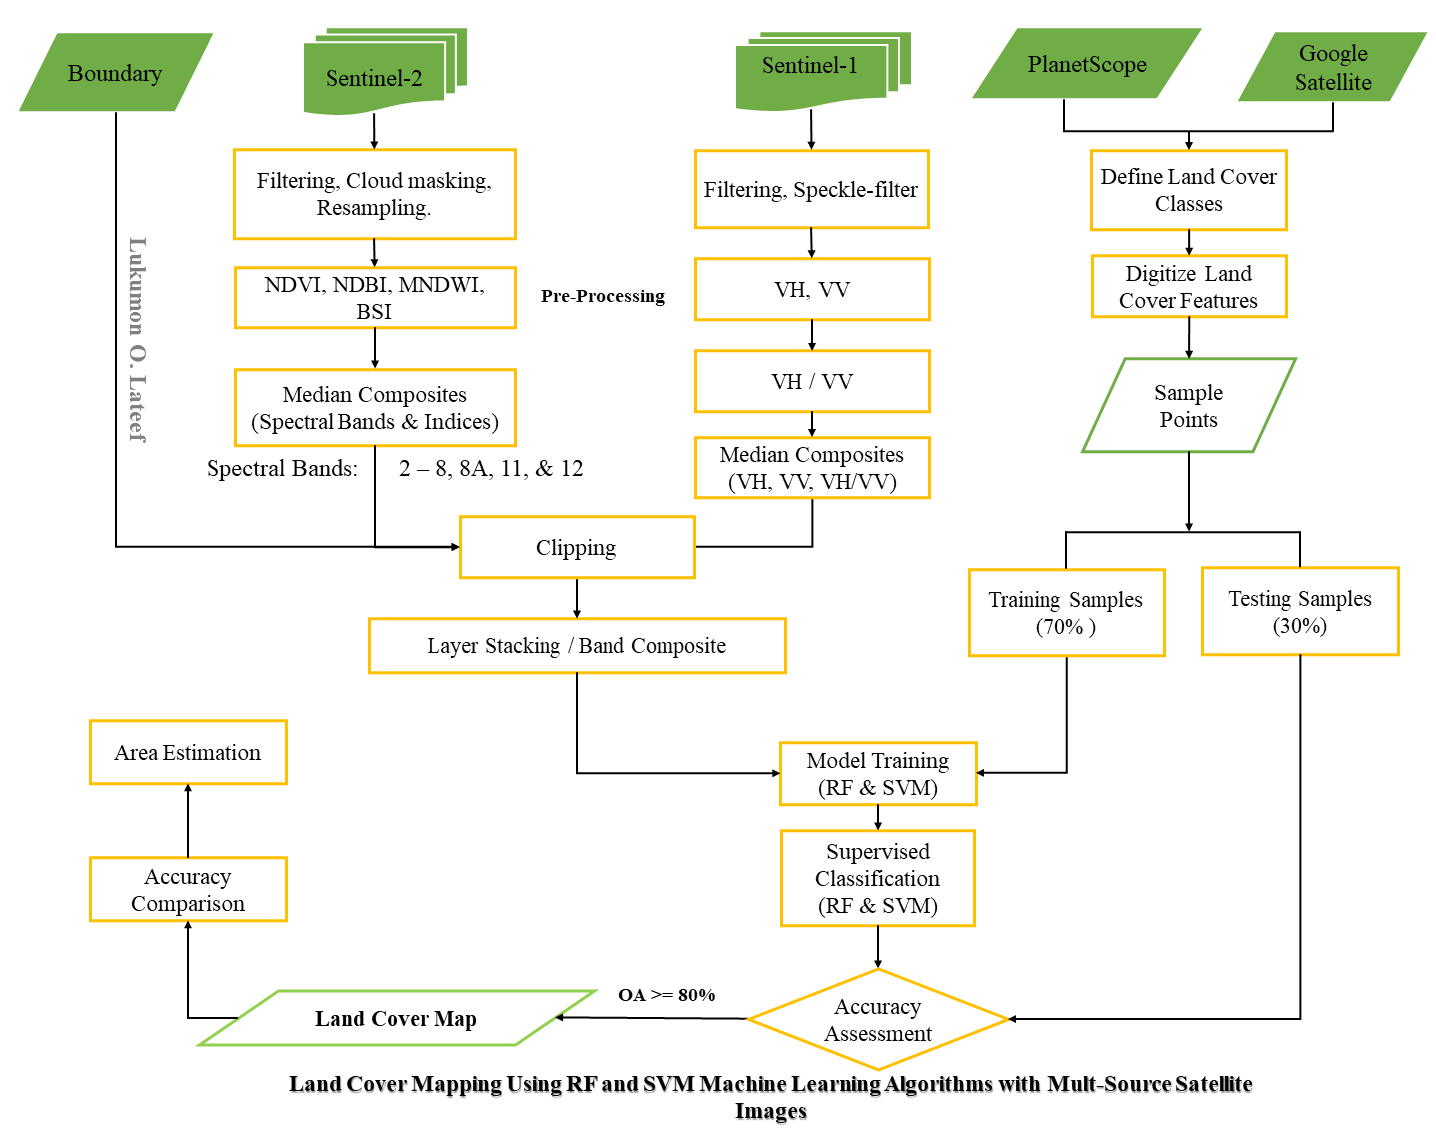 Boundary
Sentinel-2
Sentinel-1
PlanetScope
Google
Satellite
Filtering, Cloud masking,
Resampling.
Filtering, Speckle-filter
Define Land Cover
Classes
NDVI, NDBI, MNDWI,
BSI
Pre-Processing
VH, VV
Digitize Land
Cover Features
Lukumon O. Lateef
Median Composites
(Spectral Bands & Indices)
VH / VV
Sample
Points
Spectral Bands: 2 – 8, 8A, 11, & 12
Median Composites
(VH, VV, VH/VV)
Clipping
Training Samples
(70% )
Testing Samples
(30%)
Layer Stacking / Band Composite
Area Estimation
Model Training
(RF & SVM)
Accuracy
Comparison
Supervised
Classification
(RF & SVM)
OA >= 80%
Land Cover Map
Accuracy
Assessment
Land Cover Mapping Using RF and SVM Machine Learning Algorithms with Mult-Source Satellite
Images